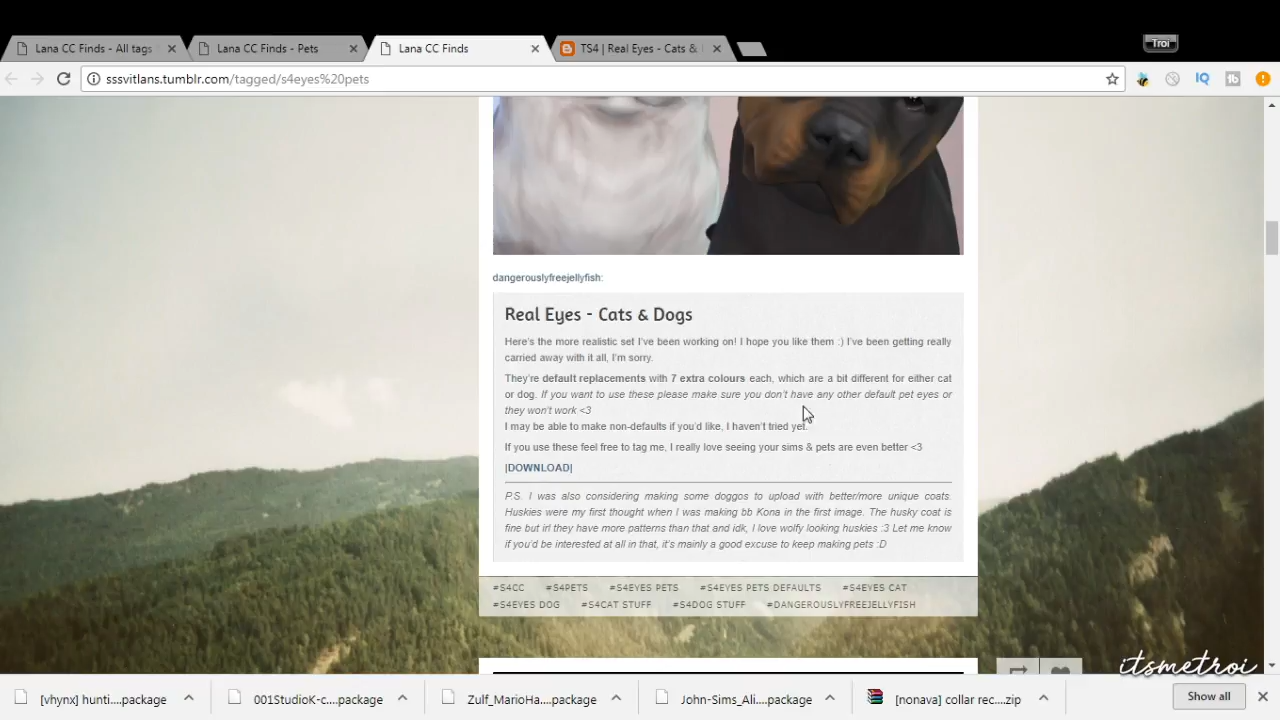 Lana CC Finds - All tags
Lana CC Finds - Pets
Lana CC Finds
TS4 | Real Eyes - Cats &
Troi
sssvitlans.tumblr.com/tagged/s4eyes%20pets
IQ
dangerouslyfreejellyfish:
Real Eyes - Cats & Dogs
Here's the more realistic set I've been working on! I hope you like them :) I've been getting really
carried away with it all, I'm sorry.
They're default replacements with 7 extra colours each, which are a bit different for either cat
or dog. If you want to use these please make sure you don't have any other default pet eyes or
they won't work <3
I may be able to make non-defaults if you'd like, I haven't tried yet.
If you use these feel free to tag me, I really love seeing your sims & pets are even better <3
|DOWNLOAD|
P.S. I was also considering making some doggos to upload with better/more unique coats.
Huskies were my first thought when I was making bb Kona in the first image. The husky coat is
fine but irl they have more patterns than that and idk, I love wolfy looking huskies :3 Let me know
if you'd be interested at all in that, it's mainly a good excuse to keep making pets :D
#S4CC #S4PETS #S4EYES PETS #S4EYES PETS DEFAULTS #S4EYES CAT
#S4EYES DOG #S4CAT STUFF #S4DOG STUFF #DANGEROUSLYFREEJELLYFISH
itsmetroi
[vhynx] hunti....package
001StudioK-c....package
Zulf_MarioHa....package
John-Sims_Ali....package
[nonava] collar rec....zip
Show all